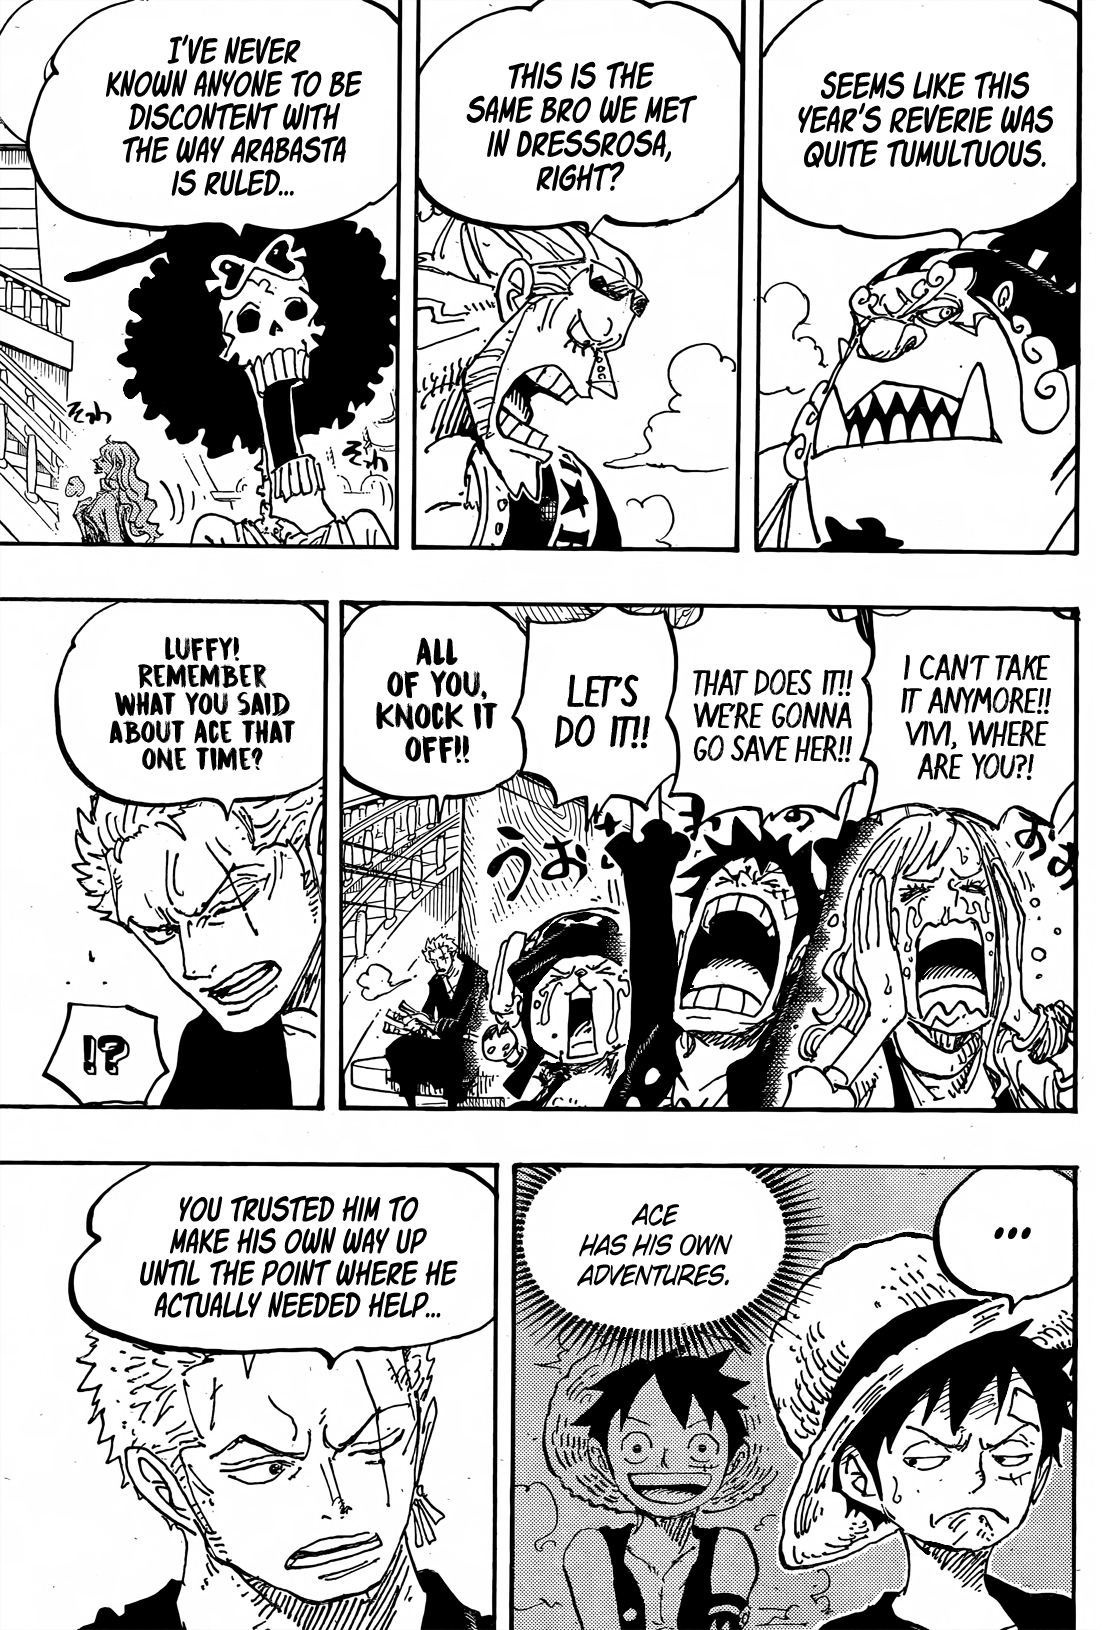 SEEMS LIKE THIS
YEAR'S REVERIE WAS
QUITE TUMULTUOUS.
THIS IS THE
SAME BRO WE MET
IN DRESSROSA,
RIGHT?
I'VE NEVER
KNOWN ANYONE TO BE
DISCONTENT WITH
THE WAY ARABASTA
IS RULED...
I CAN'T TAKE
IT ANYMORE!!
VIVI, WHERE
ARE YOU?!
THAT DOES IT!!
WE'RE GONNA
GO SAVE HER!!
LET'S
DO IT!!
ALL
OF YOU,
KNOCK IT
OFF!!
うお
LUFFY!
REMEMBER
WHAT YOU SAID
ABOUT ACE THAT
ONE TIME?
!?
...
ACE
HAS HIS OWN
ADVENTURES.
YOU TRUSTED HIM TO
MAKE HIS OWN WAY UP
UNTIL THE POINT WHERE HE
ACTUALLY NEEDED HELP...